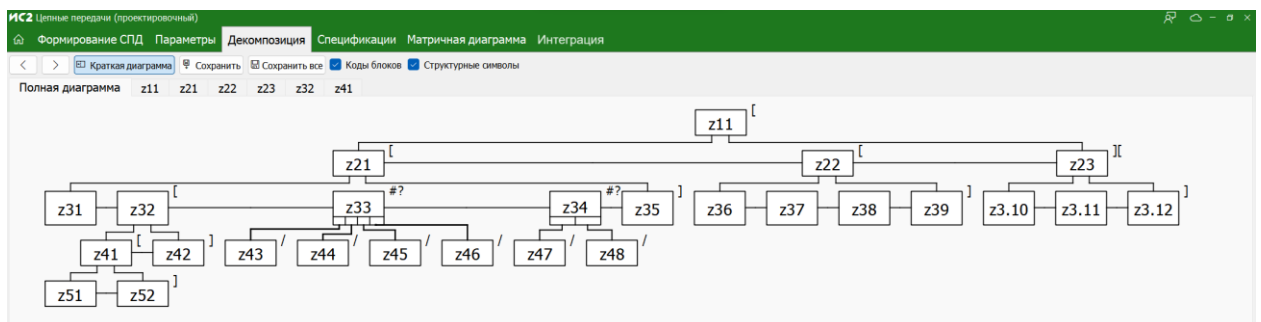 ИС2 Цепные передачи (проектировочный)
Формирование СПД Параметры Декомпозиция Спецификации Матричная диаграмма Интеграция
Краткая диаграмма Сохранить Сохранить все Коды блоков Структурные символы
Полная диаграмма z11 z21 z22 z23 z32 z41
z11 [
z21 [ z22 [ z23 ][
z31 z32 [ z33 #? z34 #? z35 ] z36 z37 z38 z39 ] z3.10 z3.11 z3.12 ]
z41 [ z42 ] z43 / z44 / z45 / z46 / z47 / z48 /
z51 z52 ]